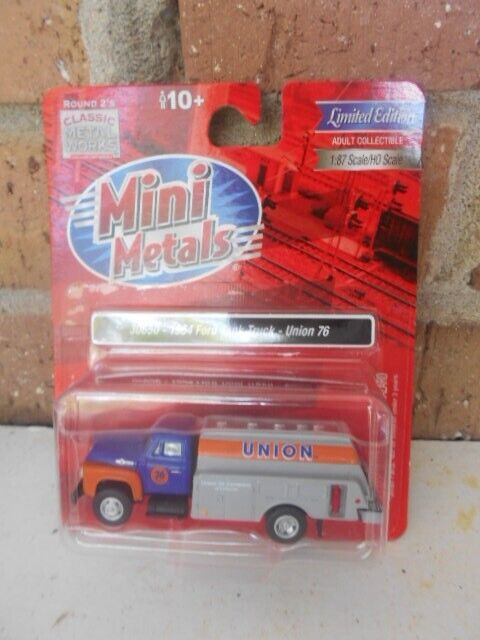 ROUND 2's
CLASSIC
METAL
WORKS
10+
Limited Edition
ADULT COLLECTIBLE
1:87 Scale/HO Scale
Mini
Metals
®
1954 Ford Tank Truck - Union 76
UNION
76